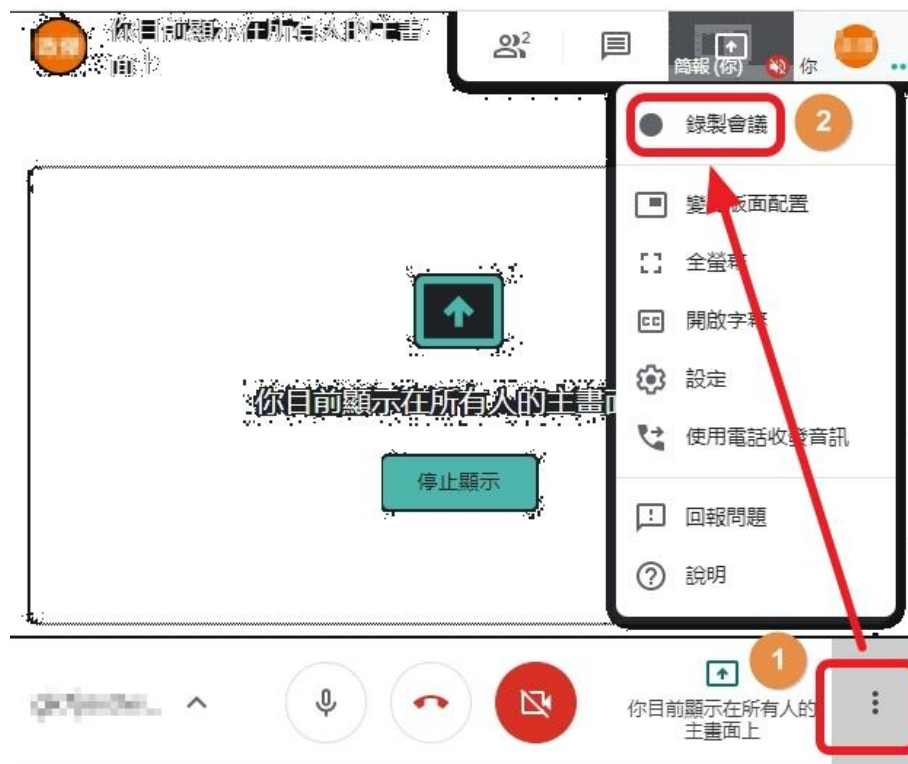 你目前顯示在所有人的主畫
面上
2
簡報 (你)
你
錄製會議
2
變更版面配置
全螢幕
開啟字幕
設定
使用電話收發音訊
回報問題
說明
你目前顯示在所有人的主畫面
停止顯示
1
你目前顯示在所有人的
主畫面上